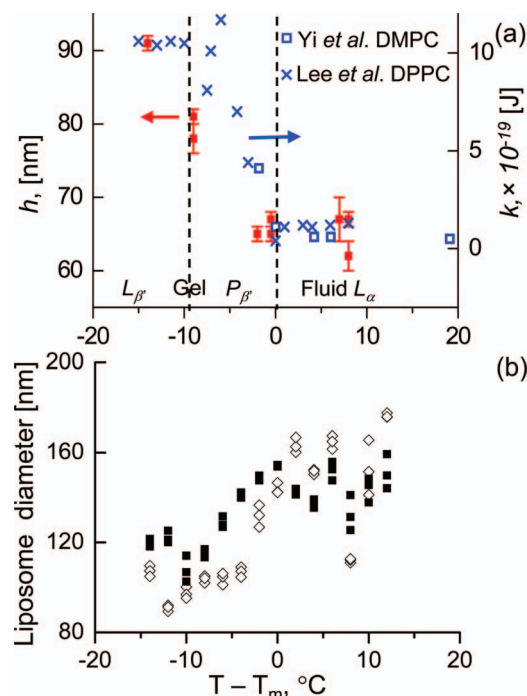 (a)
90
80
70
60
h, [nm]
Yi et al. DMPC
Lee et al. DPPC
10
5
0
k, × 10⁻¹⁹ [J]
Lβ' Gel Pβ' Fluid Lα
-20 -10 0 10 20
(b)
200
160
120
80
Liposome diameter [nm]
-20 -10 0 10 20
T – Tm, °C